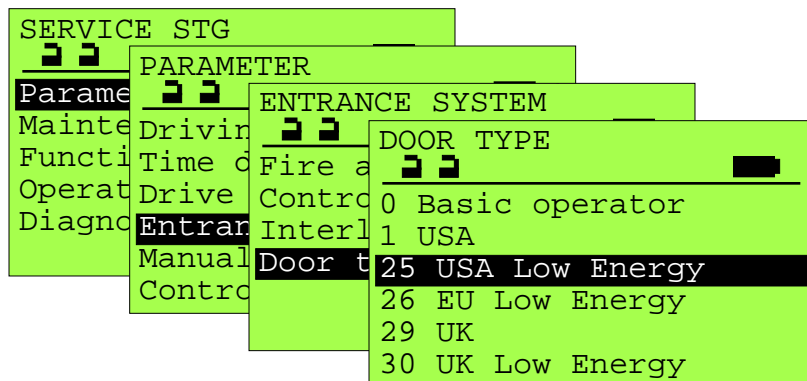 SERVICE STG
Parame
Mainte
Functi
Operat
Diagno
PARAMETER
Drivin
Time d
Drive
Entran
Manual
Contro
ENTRANCE SYSTEM
Fire a
Contro
Interl
Door t
DOOR TYPE
0 Basic operator
1 USA
25 USA Low Energy
26 EU Low Energy
29 UK
30 UK Low Energy